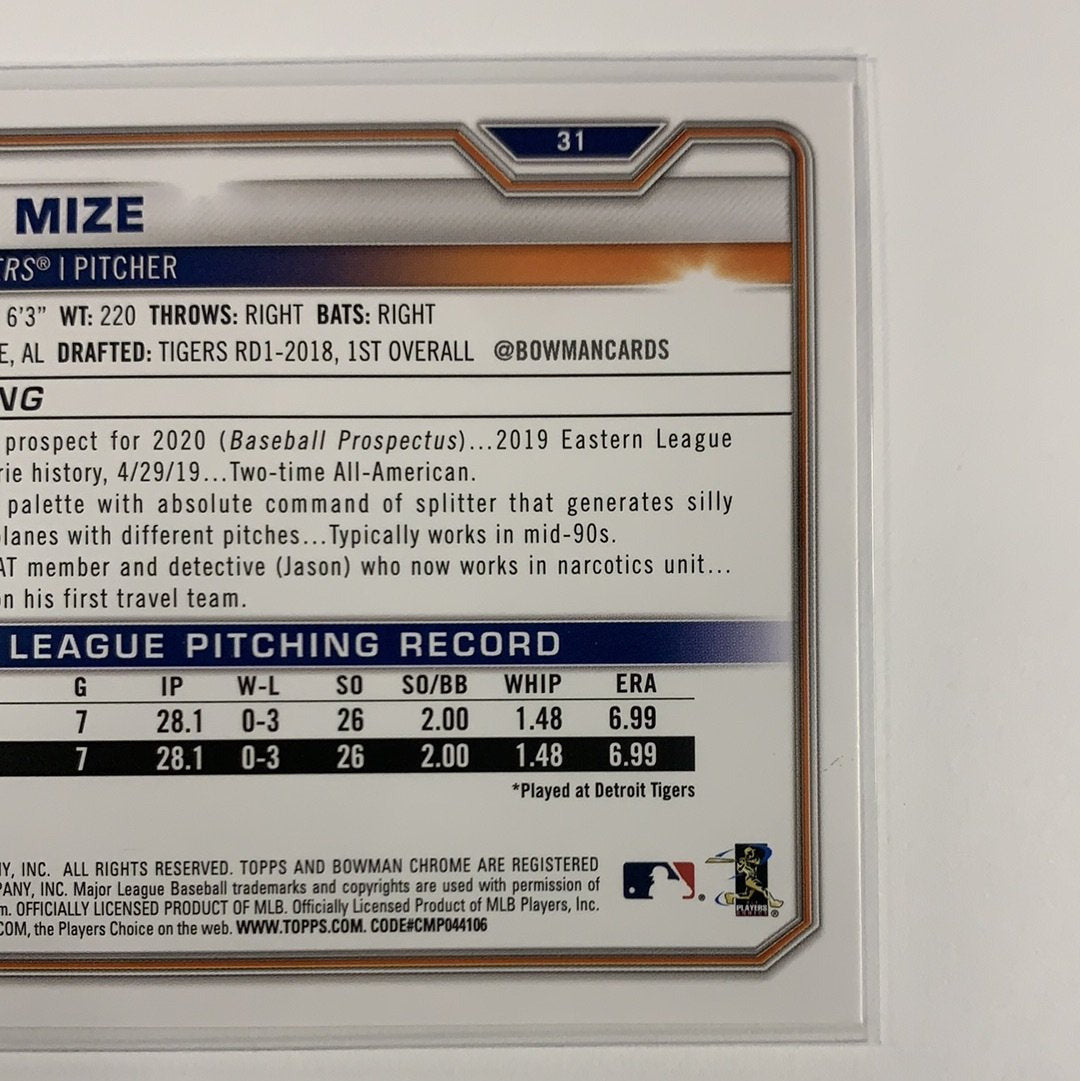 31
MIZE
RS® | PITCHER
6'3" WT: 220 THROWS: RIGHT BATS: RIGHT
E, AL DRAFTED: TIGERS RD1-2018, 1ST OVERALL @BOWMANCARDS
NG
prospect for 2020 (Baseball Prospectus)...2019 Eastern League
rie history, 4/29/19...Two-time All-American.
palette with absolute command of splitter that generates silly
lanes with different pitches...Typically works in mid-90s.
AT member and detective (Jason) who now works in narcotics unit...
n his first travel team.
LEAGUE PITCHING RECORD
G IP W-L SO SO/BB WHIP ERA
7 28.1 0-3 26 2.00 1.48 6.99
7 28.1 0-3 26 2.00 1.48 6.99
*Played at Detroit Tigers
Y, INC. ALL RIGHTS RESERVED. TOPPS AND BOWMAN CHROME ARE REGISTERED
PANY, INC. Major League Baseball trademarks and copyrights are used with permission of
m. OFFICIALLY LICENSED PRODUCT OF MLB. Officially Licensed Product of MLB Players, Inc.
COM, the Players Choice on the web. WWW.TOPPS.COM. CODE#CMP044106
PLAYERS
CHOICE